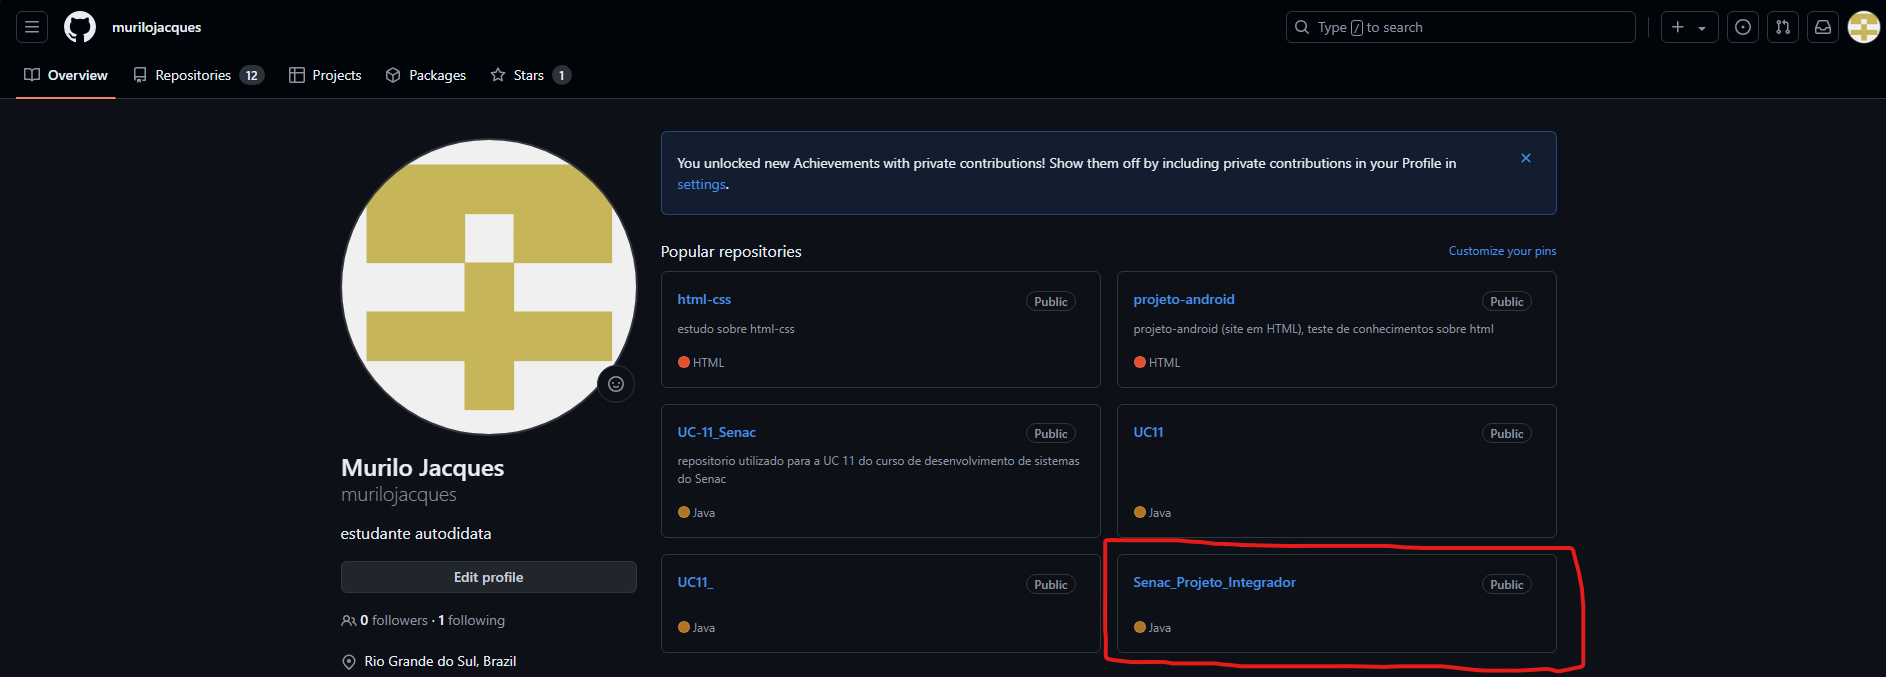 murilojacques
Type / to search
Overview
Repositories 12
Projects
Packages
Stars 1
You unlocked new Achievements with private contributions! Show them off by including private contributions in your Profile in
settings.
Popular repositories
Customize your pins
html-css
Public
estudo sobre html-css
HTML
projeto-android
Public
projeto-android (site em HTML), teste de conhecimentos sobre html
HTML
UC-11_Senac
Public
repositorio utilizado para a UC 11 do curso de desenvolvimento de sistemas
do Senac
Java
UC11
Public
Java
UC11_
Public
Java
Senac_Projeto_Integrador
Public
Java
Murilo Jacques
murilojacques
estudante autodidata
Edit profile
0 followers · 1 following
Rio Grande do Sul, Brazil